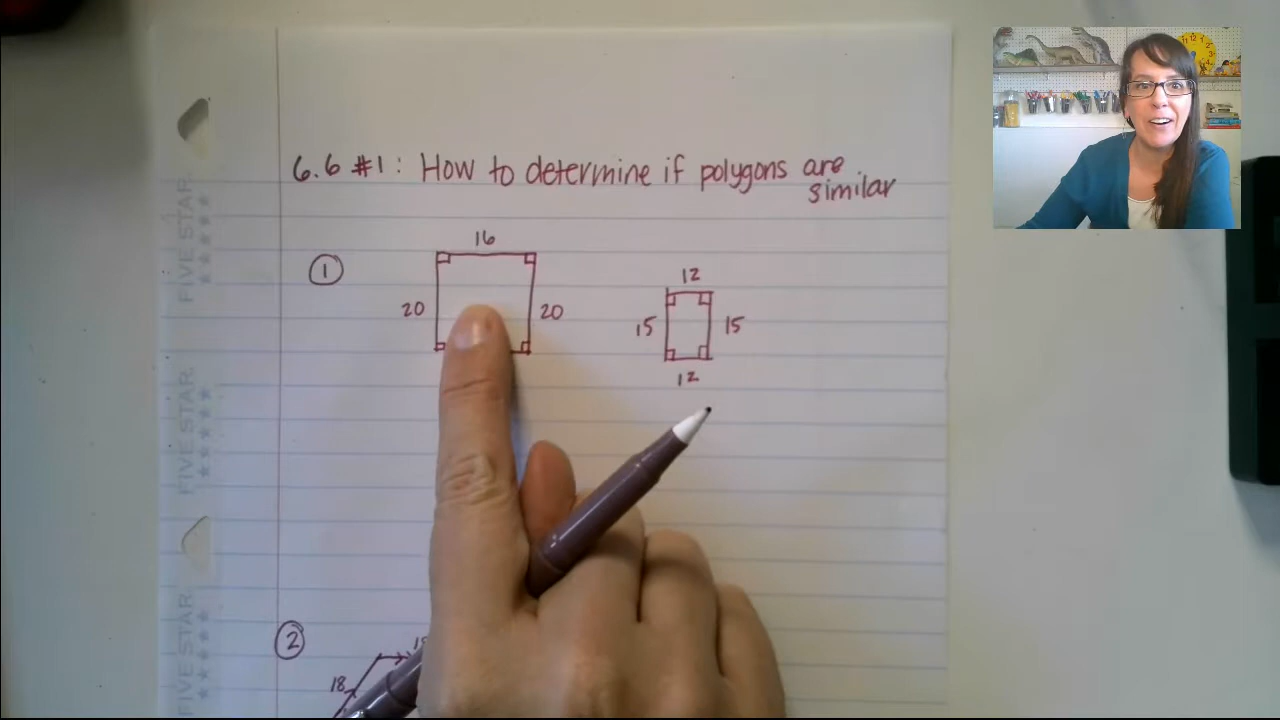 6.6 #1: How to determine if polygons are
similar
1
16
20
20
12
15
15
12
2
18
FIVE STAR
FIVE STAR
FIVE STAR